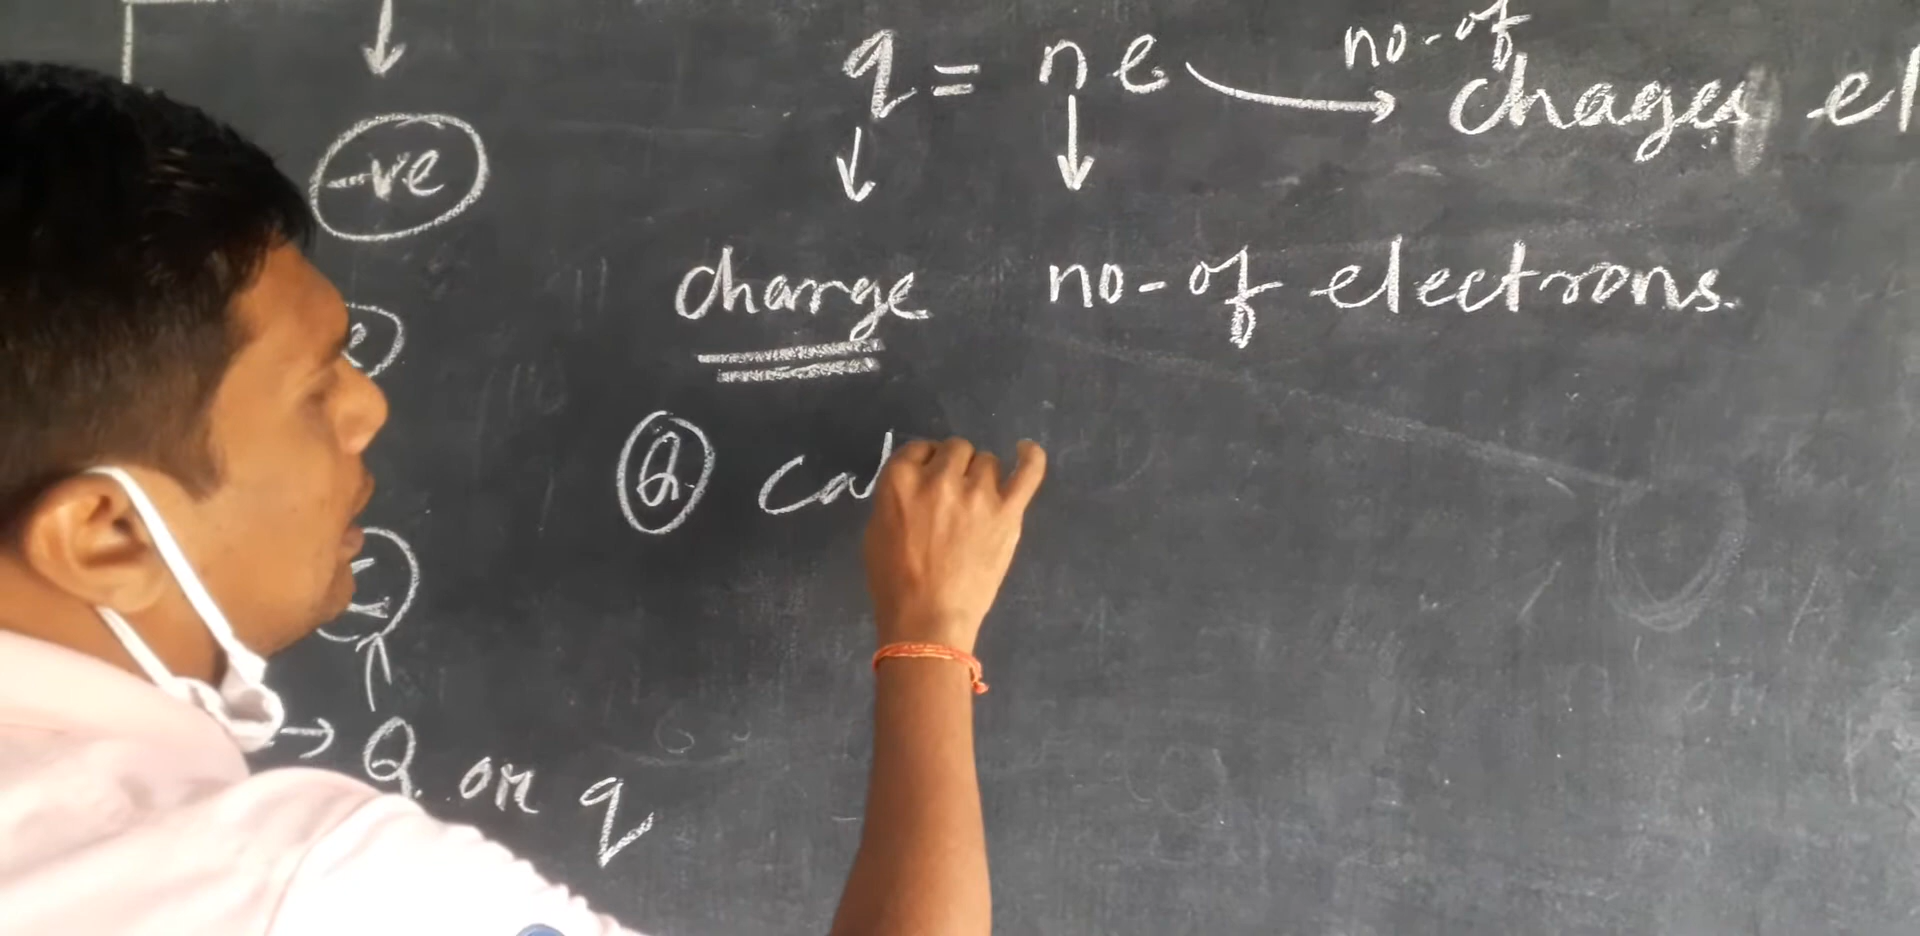 no-of
q = ne → chages el
-ve
charge no-of electrons.
Q cal
→ Q or q